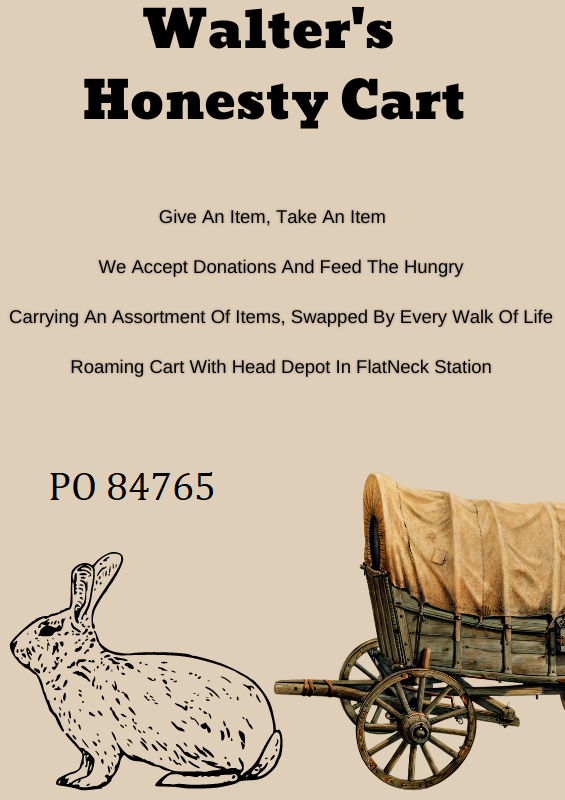 Walter's
Honesty Cart
Give An Item, Take An Item
We Accept Donations And Feed The Hungry
Carrying An Assortment Of Items, Swapped By Every Walk Of Life
Roaming Cart With Head Depot In FlatNeck Station
PO 84765